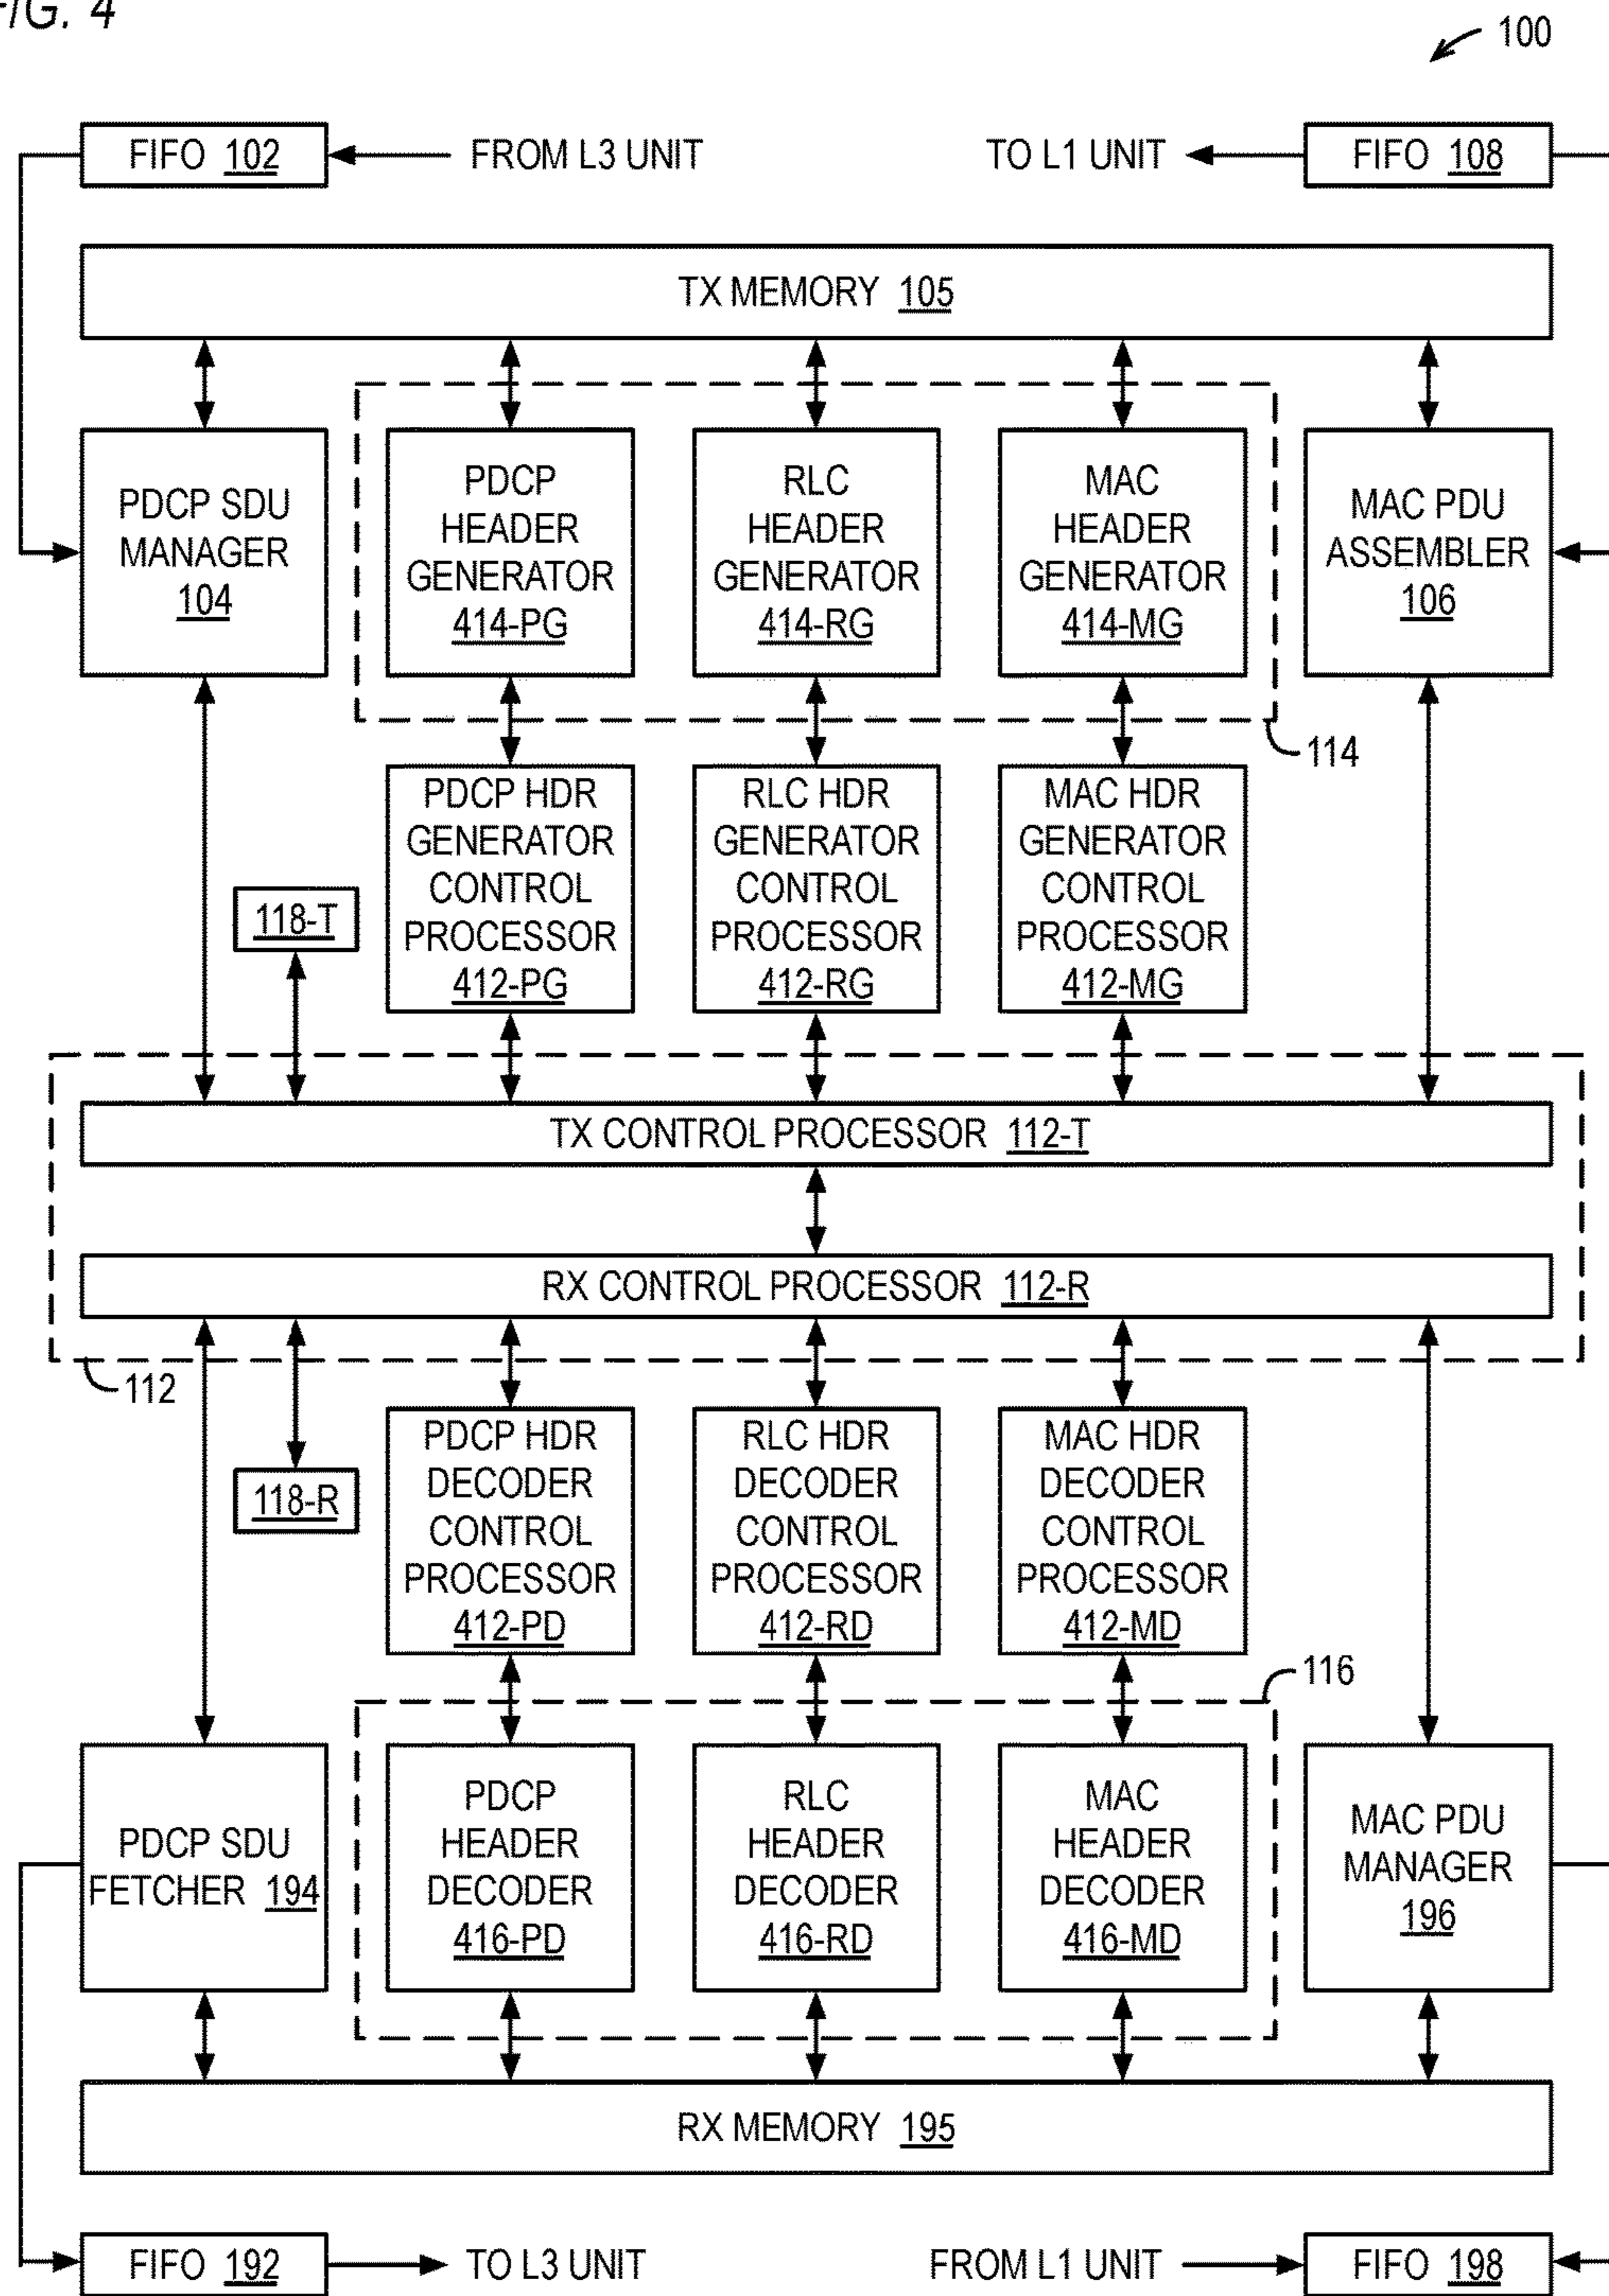 FIG. 4
100
FIFO 102
FROM L3 UNIT
TO L1 UNIT
FIFO 108
TX MEMORY 105
PDCP SDU
MANAGER
104
PDCP
HEADER
GENERATOR
414-PG
RLC
HEADER
GENERATOR
414-RG
MAC
HEADER
GENERATOR
414-MG
MAC PDU
ASSEMBLER
106
114
118-T
PDCP HDR
GENERATOR
CONTROL
PROCESSOR
412-PG
RLC HDR
GENERATOR
CONTROL
PROCESSOR
412-RG
MAC HDR
GENERATOR
CONTROL
PROCESSOR
412-MG
TX CONTROL PROCESSOR 112-T
RX CONTROL PROCESSOR 112-R
112
118-R
PDCP HDR
DECODER
CONTROL
PROCESSOR
412-PD
RLC HDR
DECODER
CONTROL
PROCESSOR
412-RD
MAC HDR
DECODER
CONTROL
PROCESSOR
412-MD
116
PDCP SDU
FETCHER 194
PDCP
HEADER
DECODER
416-PD
RLC
HEADER
DECODER
416-RD
MAC
HEADER
DECODER
416-MD
MAC PDU
MANAGER
196
RX MEMORY 195
FIFO 192
TO L3 UNIT
FROM L1 UNIT
FIFO 198